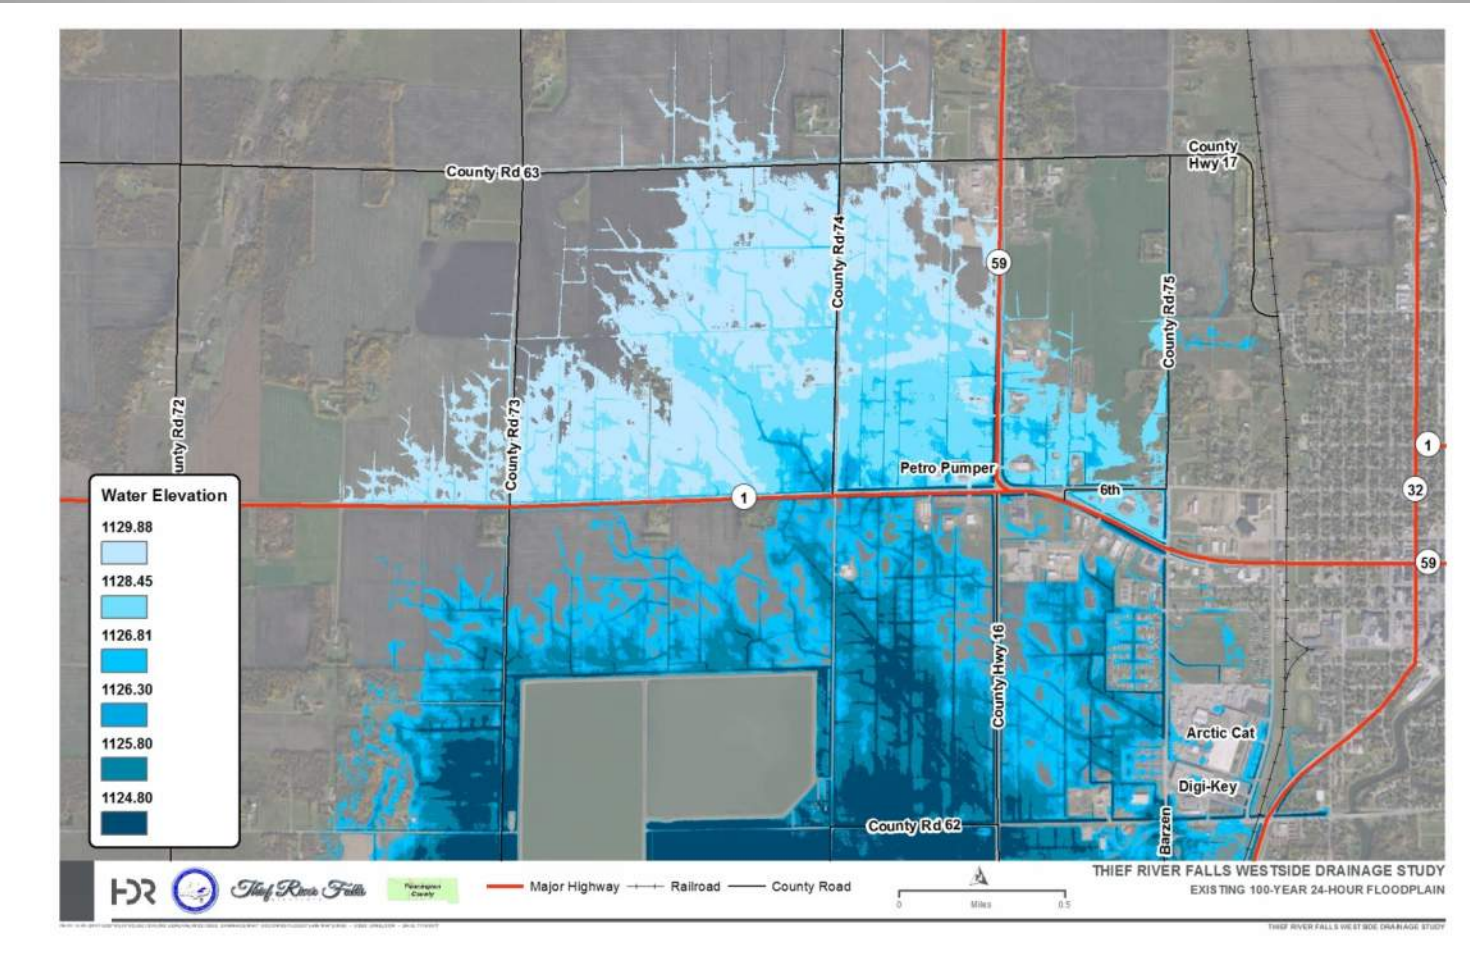 County
Hwy 17
County Rd 63
County Rd 74
59
County Rd 75
unty Rd 72
County Rd 73
1
Petro Pumper
32
6th
1
Water Elevation
1129.88
1128.45
1126.81
1126.30
1125.80
1124.80
59
County Hwy 16
Arctic Cat
Digi-Key
County Rd 62
Barzen
HDR
Thief River Falls
Pennington
County
Major Highway
Railroad
County Road
0
Miles
0.5
THIEF RIVER FALLS WESTSIDE DRAINAGE STUDY
EXISTING 100-YEAR 24-HOUR FLOODPLAIN
THIEF RIVER FALLS WESTSIDE DRAINAGE STUDY